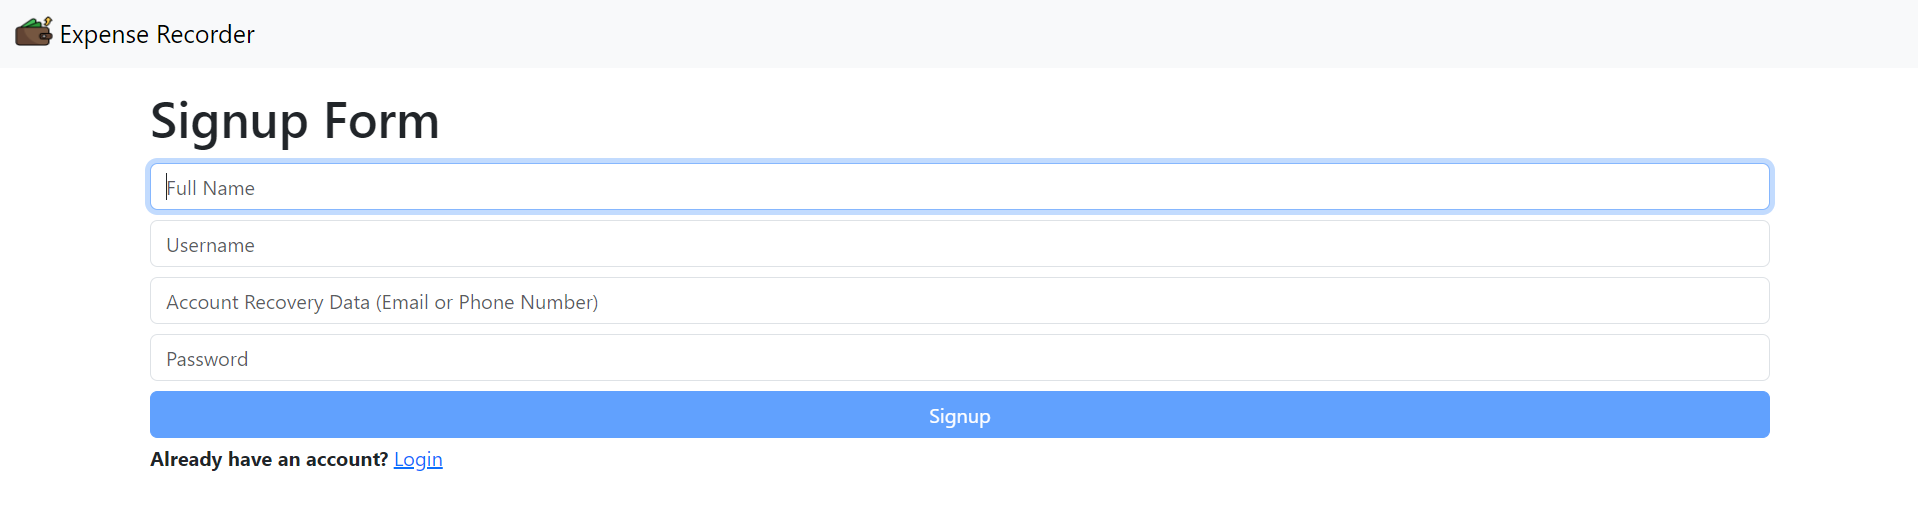 Expense Recorder
Signup Form
Full Name
Username
Account Recovery Data (Email or Phone Number)
Password
Signup
Already have an account? Login